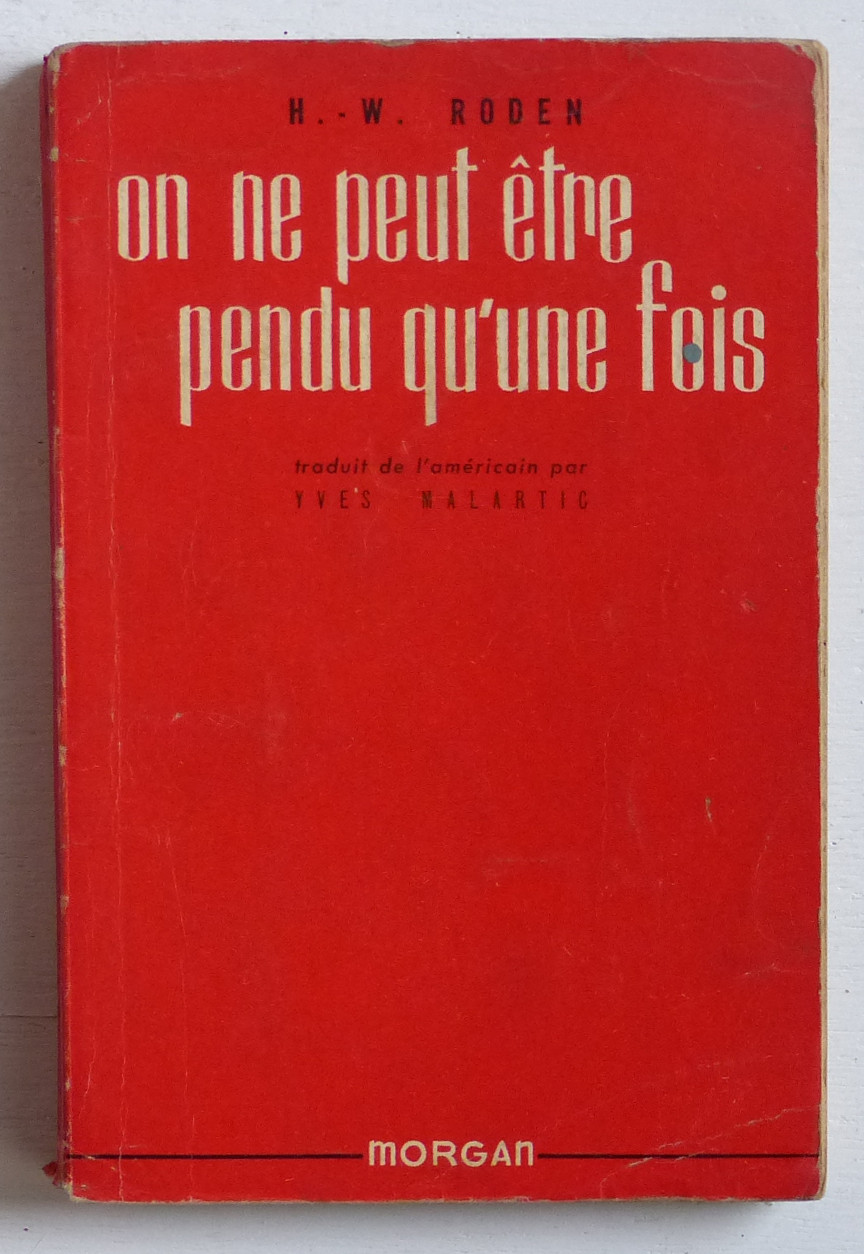 H.-W. RODEN
on ne peut être
pendu qu'une fois
traduit de l'américain par
YVES MALARTIC
MORGAN